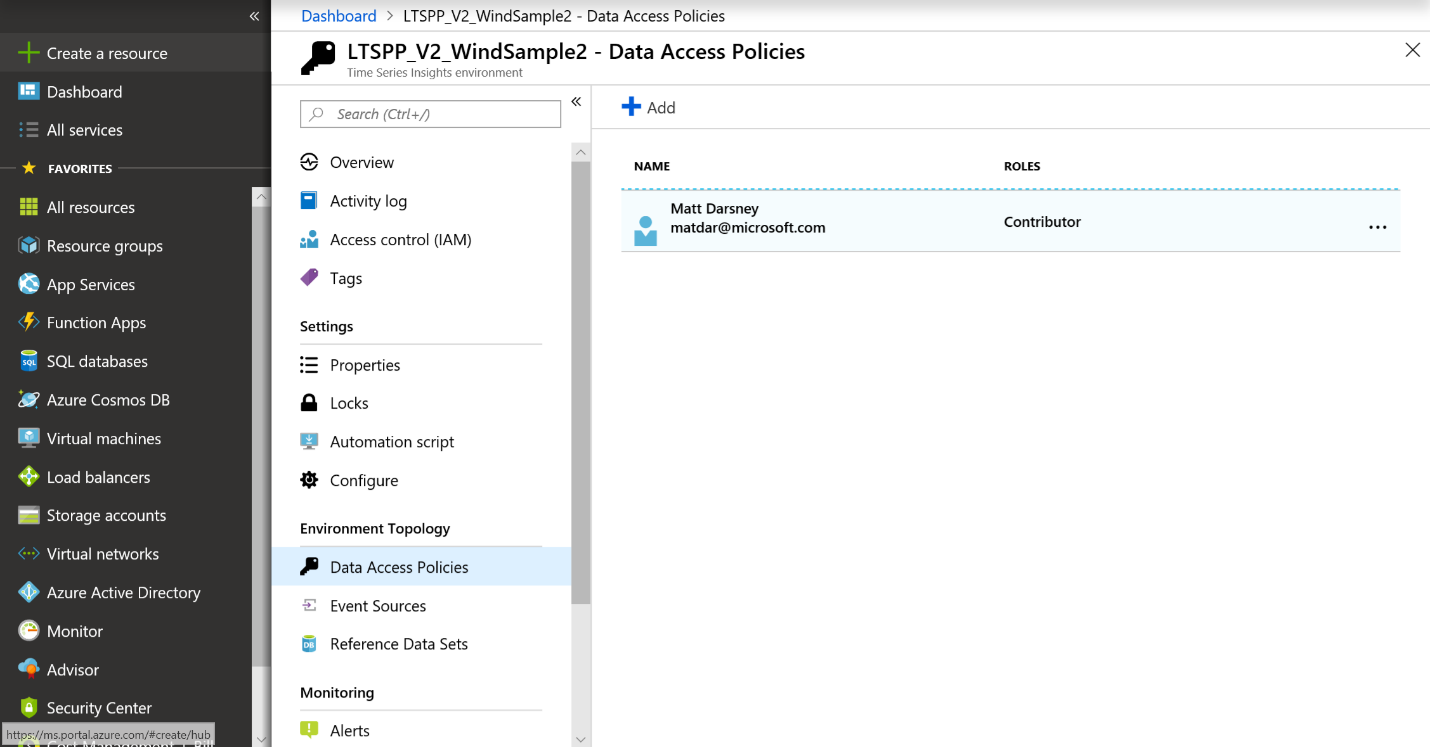 Dashboard > LTSPP_V2_WindSample2 - Data Access Policies
«
Create a resource
Dashboard
All services
FAVORITES
All resources
Resource groups
App Services
Function Apps
SQL databases
Azure Cosmos DB
Virtual machines
Load balancers
Storage accounts
Virtual networks
Azure Active Directory
Monitor
Advisor
Security Center
https://ms.portal.azure.com/#create/hub
LTSPP_V2_WindSample2 - Data Access Policies
Time Series Insights environment
Search (Ctrl+/)
«
Overview
Activity log
Access control (IAM)
Tags
Settings
Properties
Locks
Automation script
Configure
Environment Topology
Data Access Policies
Event Sources
Reference Data Sets
Monitoring
Alerts
Add
NAME ROLES
Matt Darsney
matdar@microsoft.com
Contributor
...